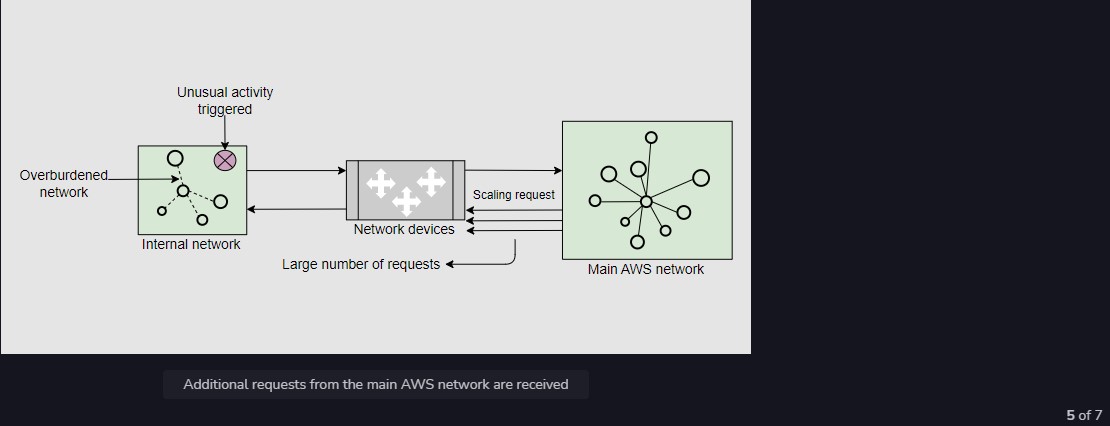 Unusual activity
triggered
Overburdened
network
Internal network
Network devices
Scaling request
Large number of requests
Main AWS network
Additional requests from the main AWS network are received
5 of 7